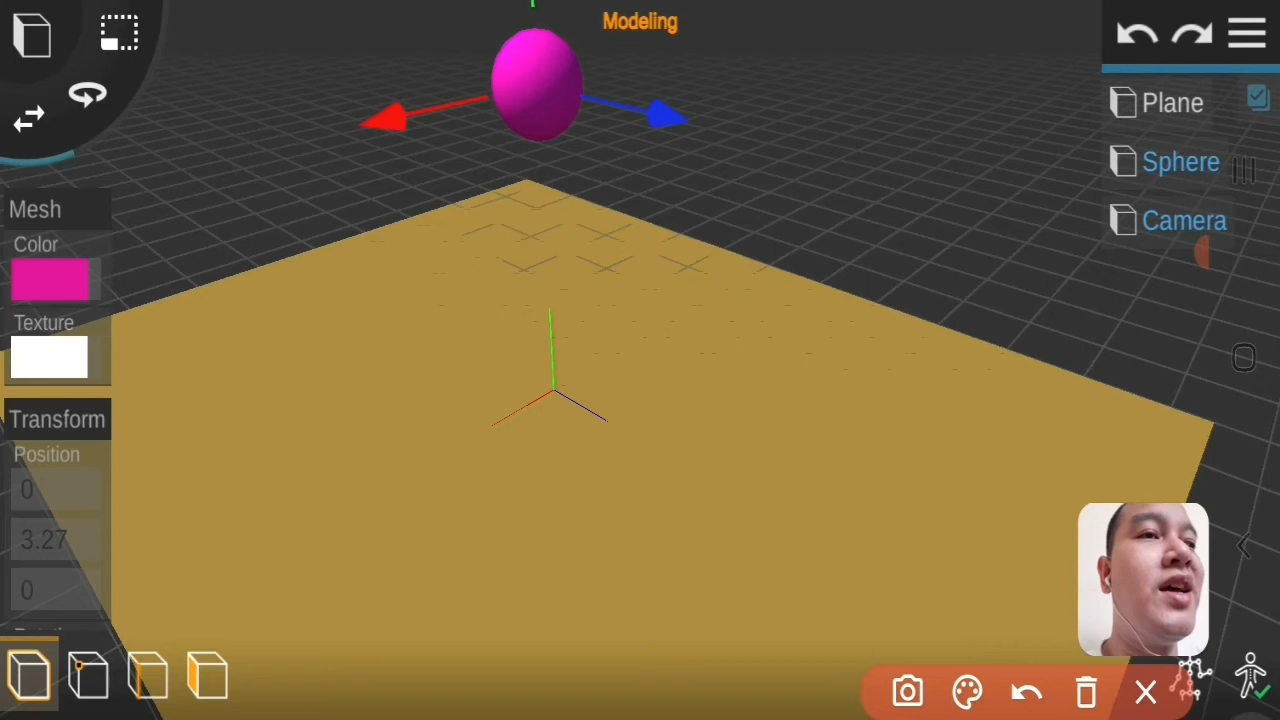 Modeling
Plane
Sphere
Camera
Mesh
Color
Texture
Transform
Position
0
3.27
0